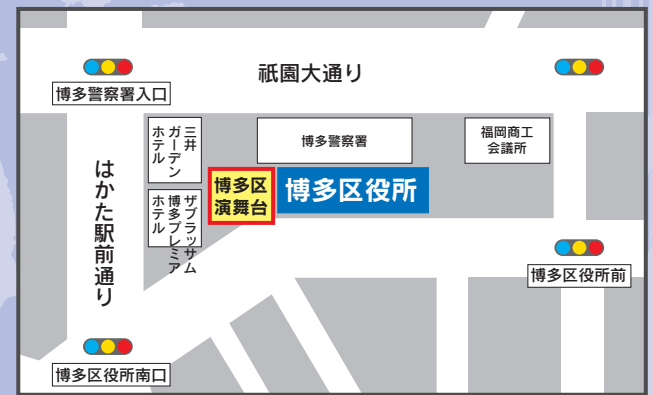 祇園大通り
博多警察署入口
三井
ガーデン
ホテル
博多警察署
福岡商工
会議所
博多区
演舞台
博多区役所
はかた駅前通り
ザブラッサム
博多プレミア
ホテル
博多区役所前
博多区役所南口